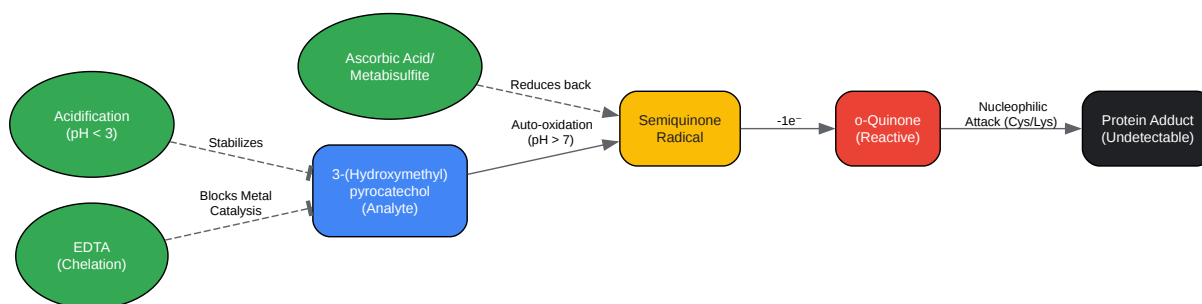 Ascorbic Acid/
Metabisulfite
Acidification
(pH < 3)
Reduces back
Stabilizes
Auto-oxidation
(pH > 7)
Semiquinone
Radical
-1e⁻
o-Quinone
(Reactive)
Nucleophilic
Attack (Cys/Lys)
Protein Adduct
(Undetectable)
3-(Hydroxymethyl)
pyrocatechol
(Analyte)
Blocks Metal
Catalysis
EDTA
(Chelation)